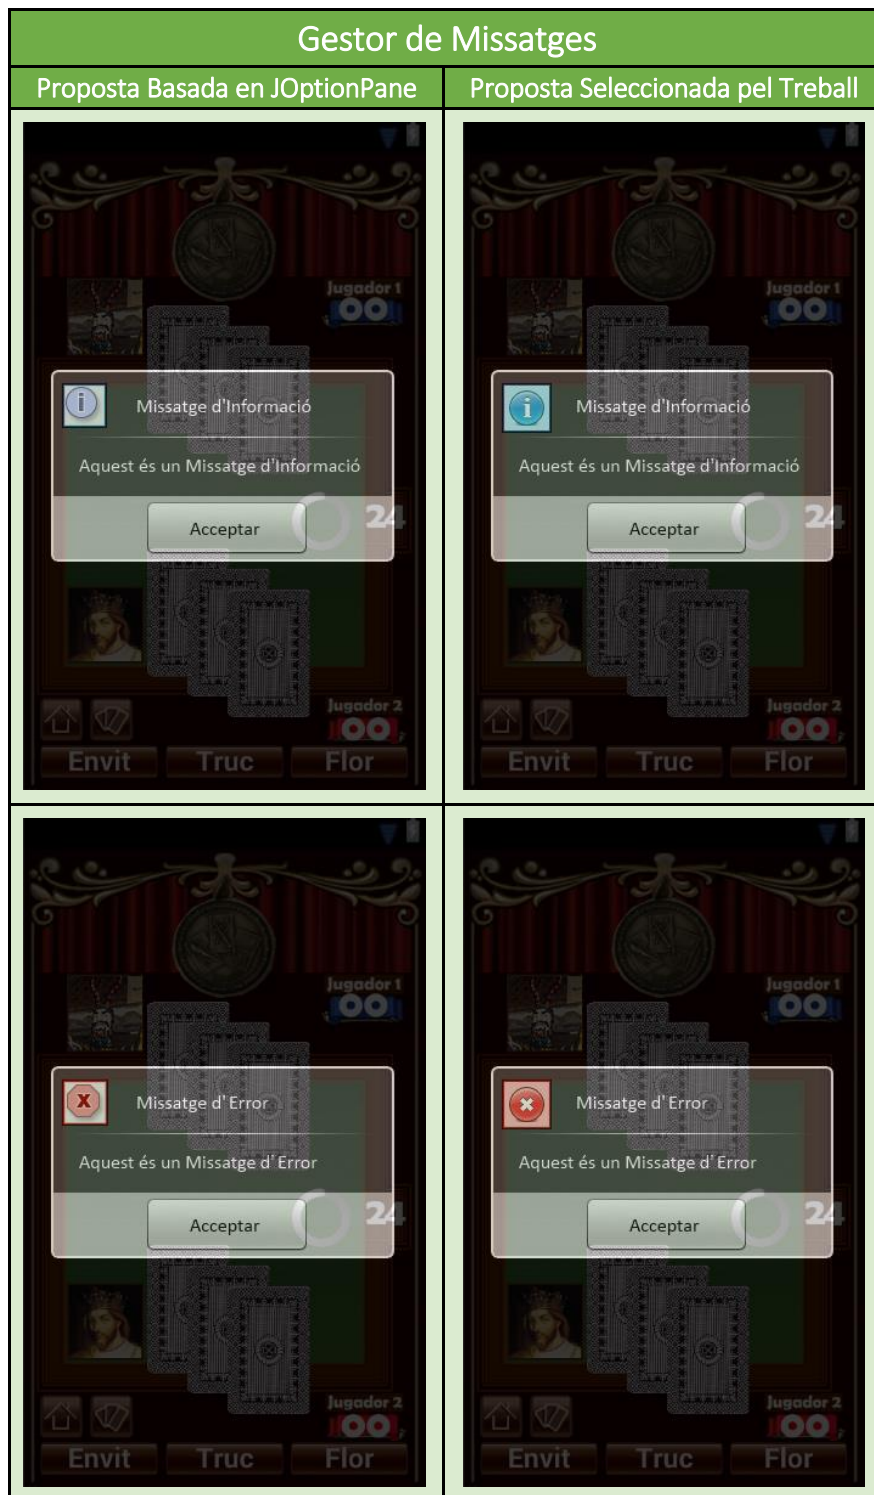 Gestor de Missatges
Proposta Basada en JOptionPane
Proposta Seleccionada pel Treball
Jugador 1
00
Missatge d'Informació
Aquest és un Missatge d'Informació
Acceptar
24
Jugador 2
00
Envit Truc Flor
Jugador 1
00
Missatge d'Informació
Aquest és un Missatge d'Informació
Acceptar
24
Jugador 2
00
Envit Truc Flor
Jugador 1
00
Missatge d'Error
Aquest és un Missatge d'Error
Acceptar
24
Jugador 2
00
Envit Truc Flor
Jugador 1
00
Missatge d'Error
Aquest és un Missatge d'Error
Acceptar
24
Jugador 2
00
Envit Truc Flor